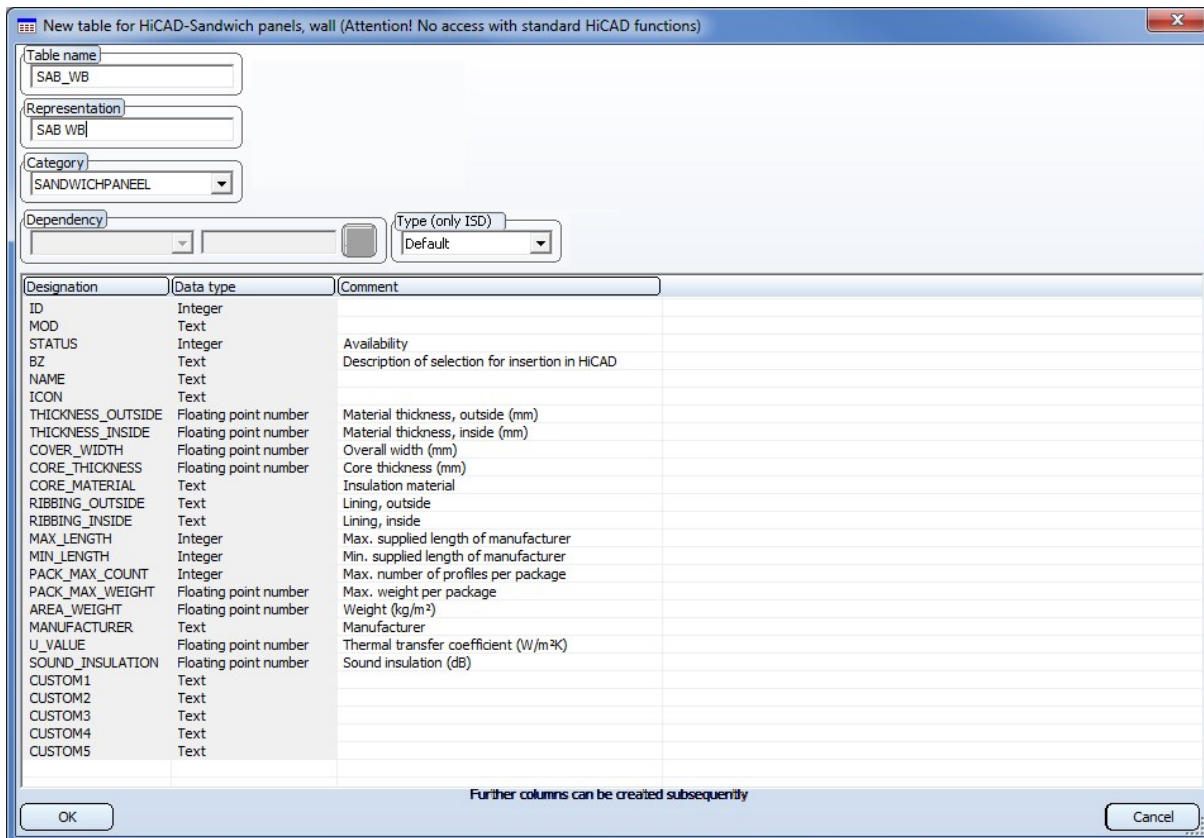 New table for HiCAD-Sandwich panels, wall (Attention! No access with standard HiCAD functions)
Table name
SAB_WB
Representation
SAB WB
Category
SANDWICHPANEEL
Dependency
Type (only ISD)
Default
Designation Data type Comment
ID Integer
MOD Text
STATUS Integer Availability
BZ Text Description of selection for insertion in HiCAD
NAME Text
ICON Text
THICKNESS_OUTSIDE Floating point number Material thickness, outside (mm)
THICKNESS_INSIDE Floating point number Material thickness, inside (mm)
COVER_WIDTH Floating point number Overall width (mm)
CORE_THICKNESS Floating point number Core thickness (mm)
CORE_MATERIAL Text Insulation material
RIBBING_OUTSIDE Text Lining, outside
RIBBING_INSIDE Text Lining, inside
MAX_LENGTH Integer Max. supplied length of manufacturer
MIN_LENGTH Integer Min. supplied length of manufacturer
PACK_MAX_COUNT Integer Max. number of profiles per package
PACK_MAX_WEIGHT Floating point number Max. weight per package
AREA_WEIGHT Floating point number Weight (kg/m²)
MANUFACTURER Text Manufacturer
U_VALUE Floating point number Thermal transfer coefficient (W/m²K)
SOUND_INSULATION Floating point number Sound insulation (dB)
CUSTOM1 Text
CUSTOM2 Text
CUSTOM3 Text
CUSTOM4 Text
CUSTOM5 Text
Further columns can be created subsequently
OK Cancel